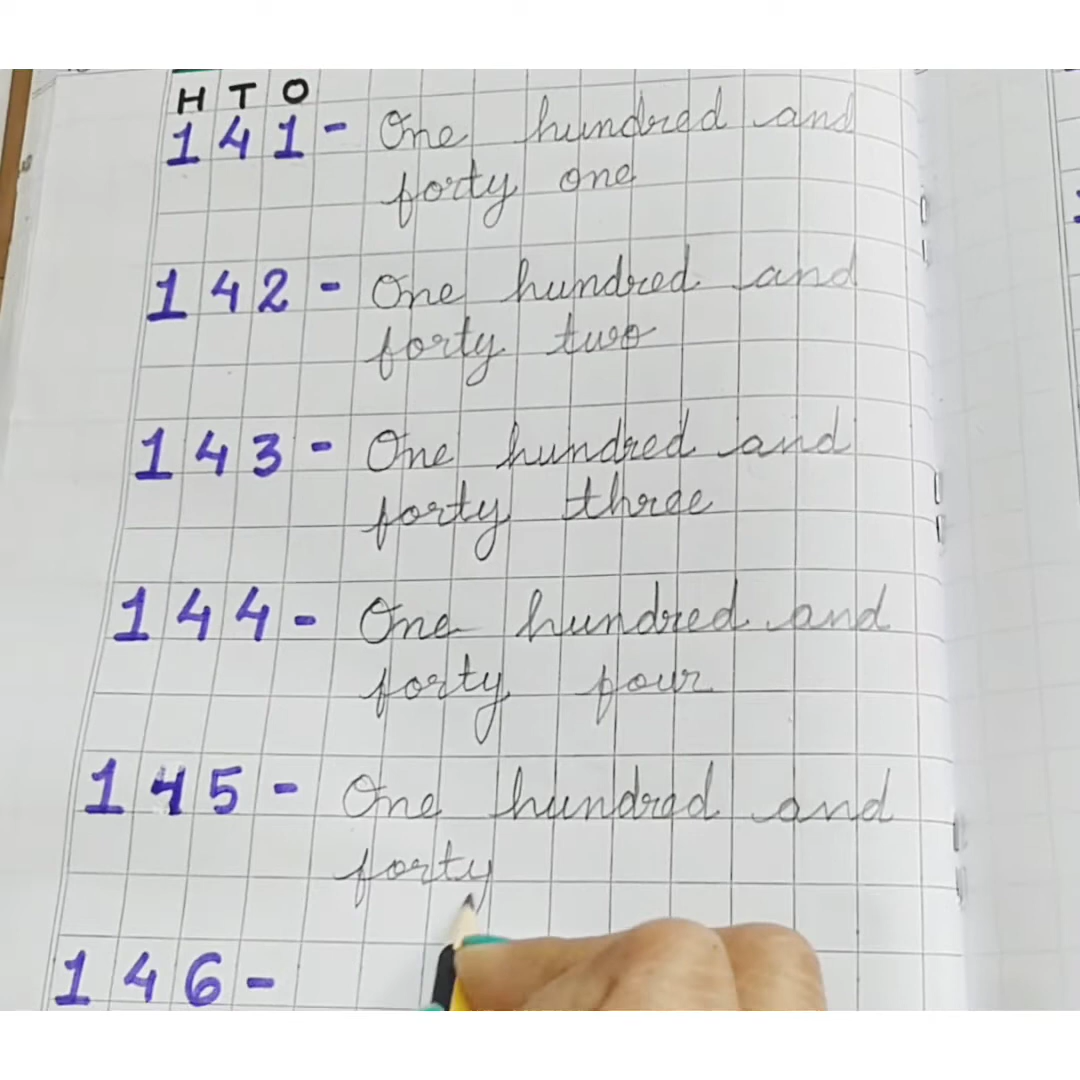 H T O
141 - One hundred and
forty one
142 - One hundred and
forty two
143 - One hundred and
forty three
144 - One hundred and
forty four
145 - One hundred and
forty
146 -